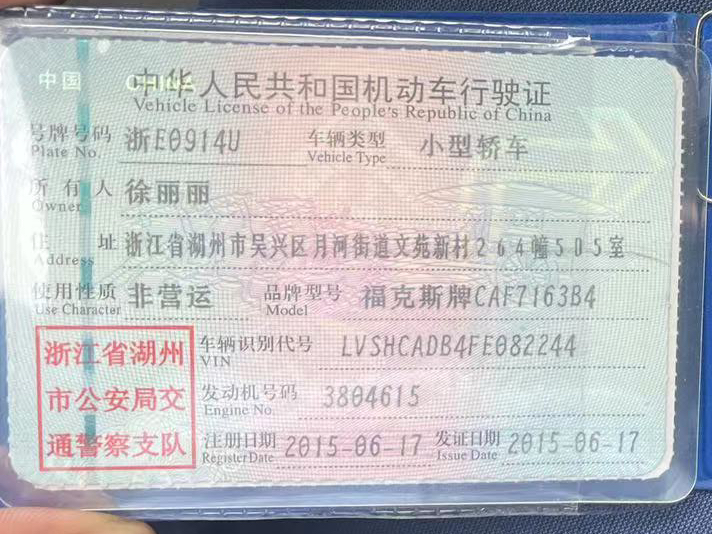 中国 CHINA
中华人民共和国机动车行驶证
Vehicle License of the People's Republic of China
号牌号码 浙E0914U 车辆类型 小型轿车
Plate No. Vehicle Type
所有人 徐丽丽
Owner
住址 浙江省湖州市吴兴区月河街道文苑新村264幢505室
Address
使用性质 非营运 品牌型号 福克斯牌CAF7163B4
Use Character Model
浙江省湖州
市公安局交
通警察支队
车辆识别代号 LVSHCADB4FE082244
VIN
发动机号码 3804615
Engine No.
注册日期 2015-06-17 发证日期 2015-06-17
Register Date Issue Date